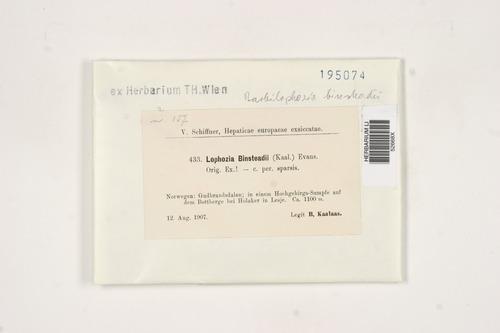 195074
ex Herbarium TH.Wien
Barbilophozia binsteadii
V. Schiffner, Hepaticae europaeae exsiccatae.
433. Lophozia Binsteadii (Kaal.) Evans.
Orig. Ex.! — c. per. sparsis.
Norwegen: Gudbrandsdalen; in einem Hochgebirgs-Sumpfe auf
dem Bottberge bei Holaker in Lesje. Ca. 1100 m.
12. Aug. 1907.
Legit B. Kaalaas.
HERBARIUM LI